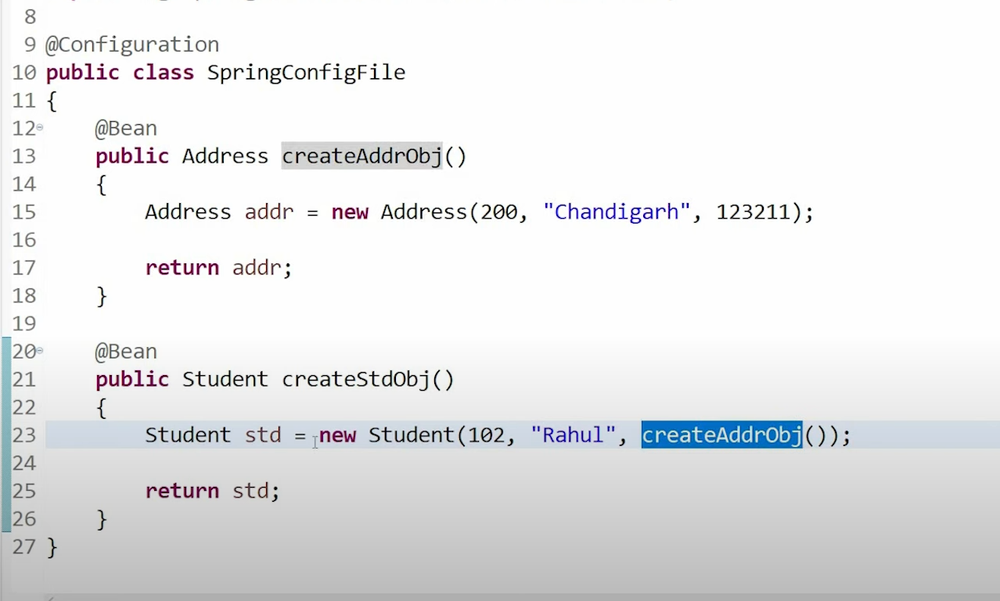 8
9 @Configuration
10 public class SpringConfigFile
11 {
12 @Bean
13 public Address createAddrObj()
14 {
15 Address addr = new Address(200, "Chandigarh", 123211);
16
17 return addr;
18 }
19
20 @Bean
21 public Student createStdObj()
22 {
23 Student std = new Student(102, "Rahul", createAddrObj());
24
25 return std;
26 }
27 }